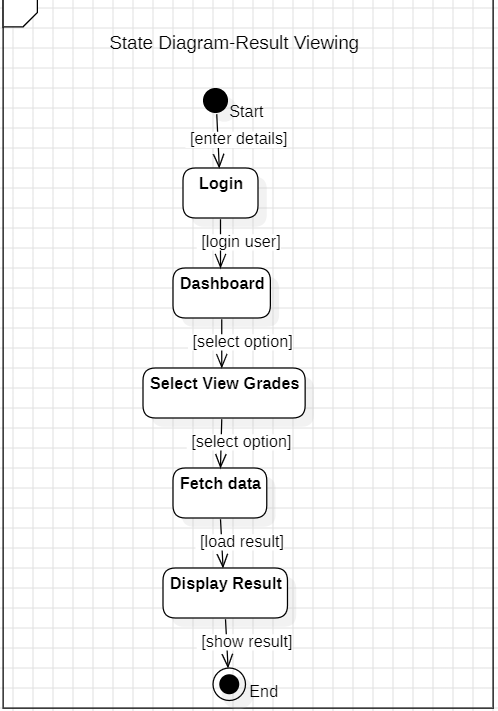 State Diagram-Result Viewing
Start
[enter details]
Login
[login user]
Dashboard
[select option]
Select View Grades
[select option]
Fetch data
[load result]
Display Result
[show result]
End